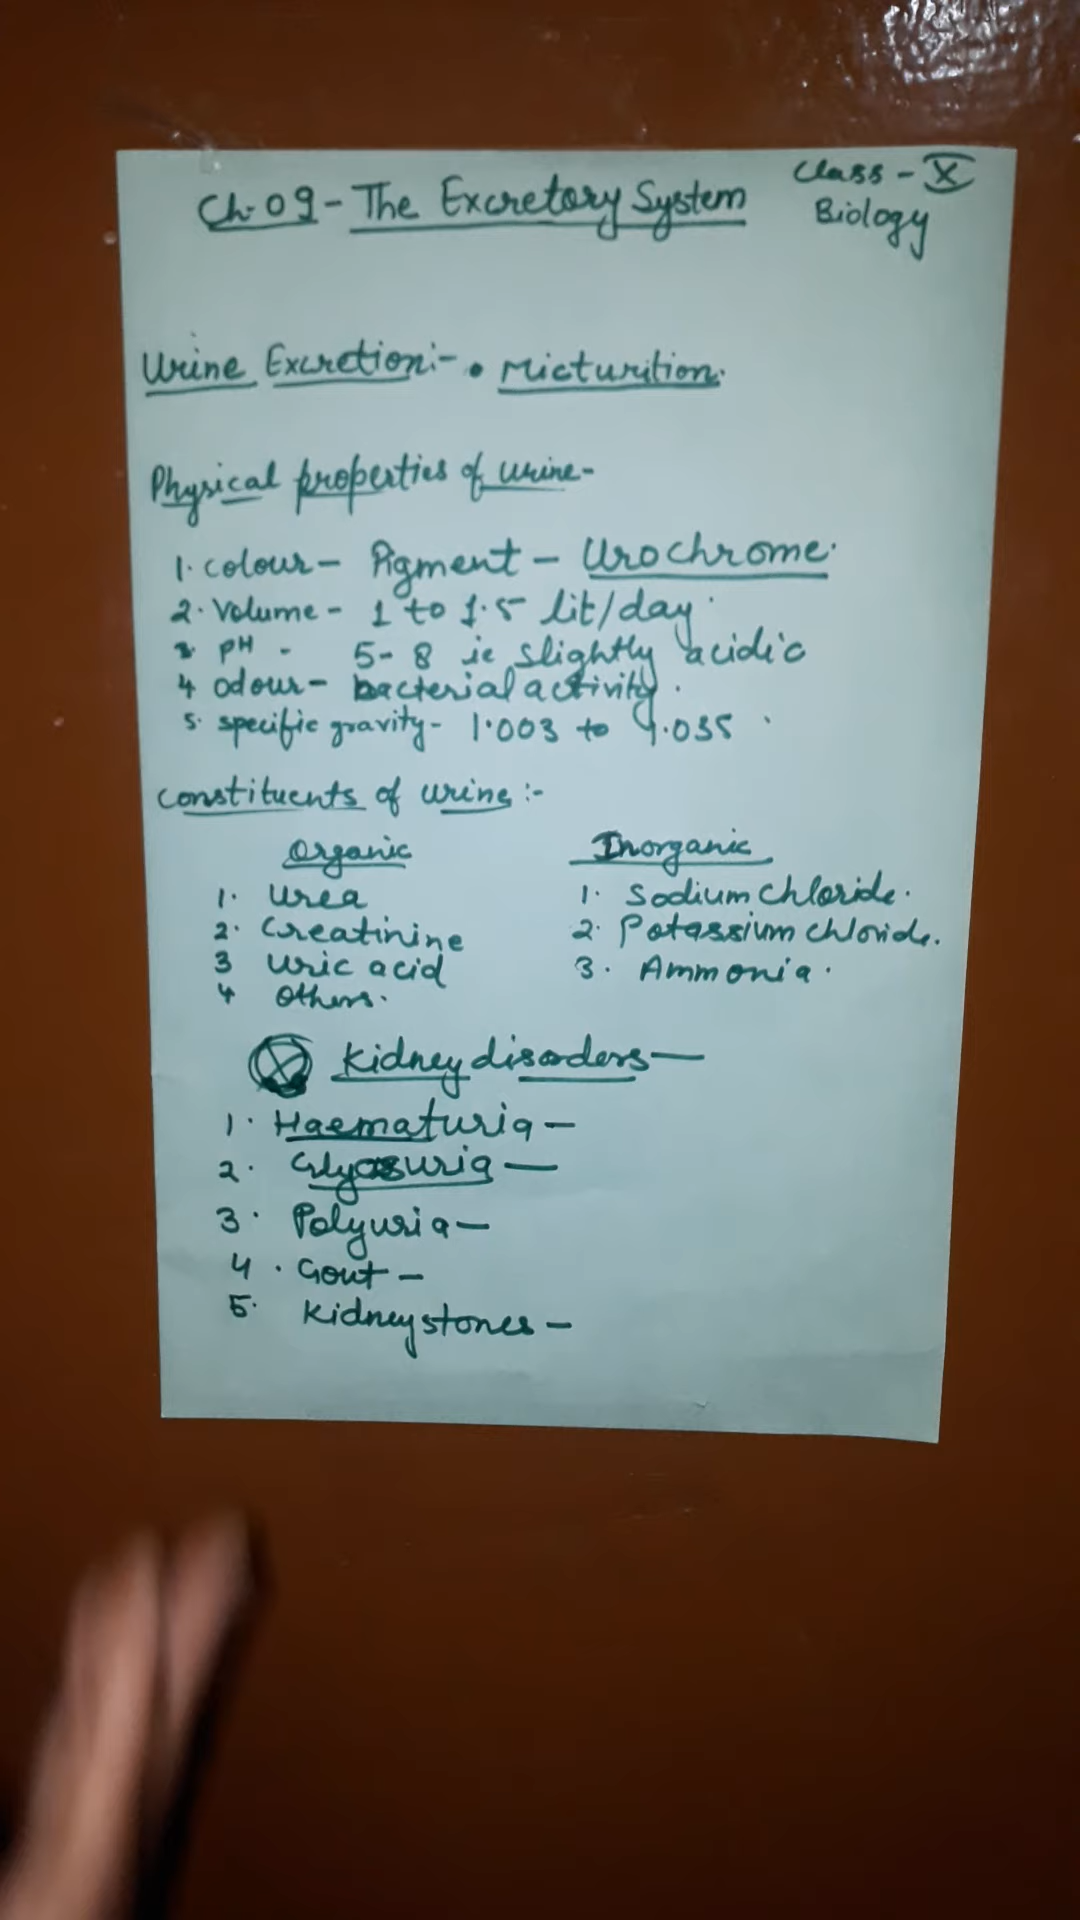 Ch-09 - The Excretory System
Class - X
Biology
Urine Excretion:- • Micturition.
Physical properties of urine-
1. colour - Pigment - Urochrome.
2. Volume - 1 to 1.5 lit/day.
3 pH - 5-8 ie slightly acidic
4 odour - bacterial activity.
5. specific gravity - 1.003 to 1.035
constituents of urine :-
Organic Inorganic
1. Urea 1. Sodium chloride.
2. Creatinine 2. Potassium chloride.
3 Uric acid 3. Ammonia.
4 Others.
Kidney disorders —
1. Haematuria —
2. Glyosuria —
3. Polyuria —
4. Gout —
5. Kidney stones —